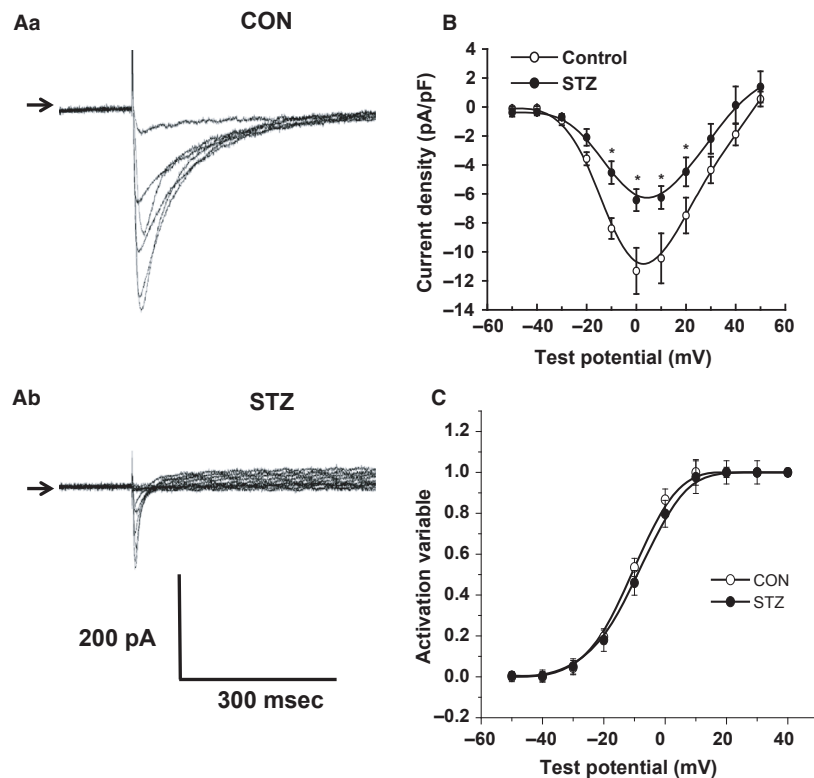 Aa
CON
Ab
STZ
200 pA
300 msec
B
Control
STZ
Current density (pA/pF)
4
2
0
−2
−4
−6
−8
−10
−12
−14
* * * *
−60 −40 −20 0 20 40 60
Test potential (mV)
C
Activation variable
1.2
1.0
0.8
0.6
0.4
0.2
0.0
−0.2
CON
STZ
−60 −40 −20 0 20 40
Test potential (mV)